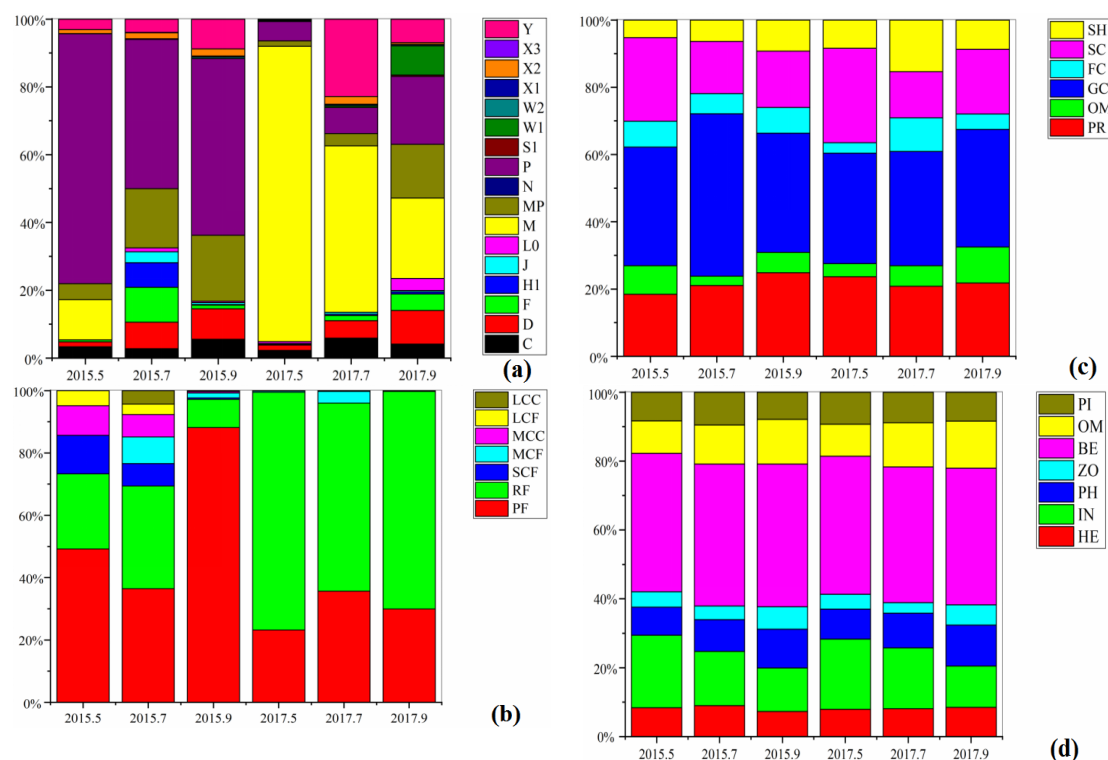 100%
80%
60%
40%
20%
0%
2015.5 2015.7 2015.9 2017.5 2017.7 2017.9
Y
X3
X2
X1
W2
W1
S1
P
N
MP
M
L0
J
H1
F
D
C
(a)
100%
80%
60%
40%
20%
0%
2015.5 2015.7 2015.9 2017.5 2017.7 2017.9
SH
SC
FC
GC
OM
PR
(c)
100%
80%
60%
40%
20%
0%
2015.5 2015.7 2015.9 2017.5 2017.7 2017.9
LCC
LCF
MCC
MCF
SCF
RF
PF
(b)
100%
80%
60%
40%
20%
0%
2015.5 2015.7 2015.9 2017.5 2017.7 2017.9
PI
OM
BE
ZO
PH
IN
HE
(d)